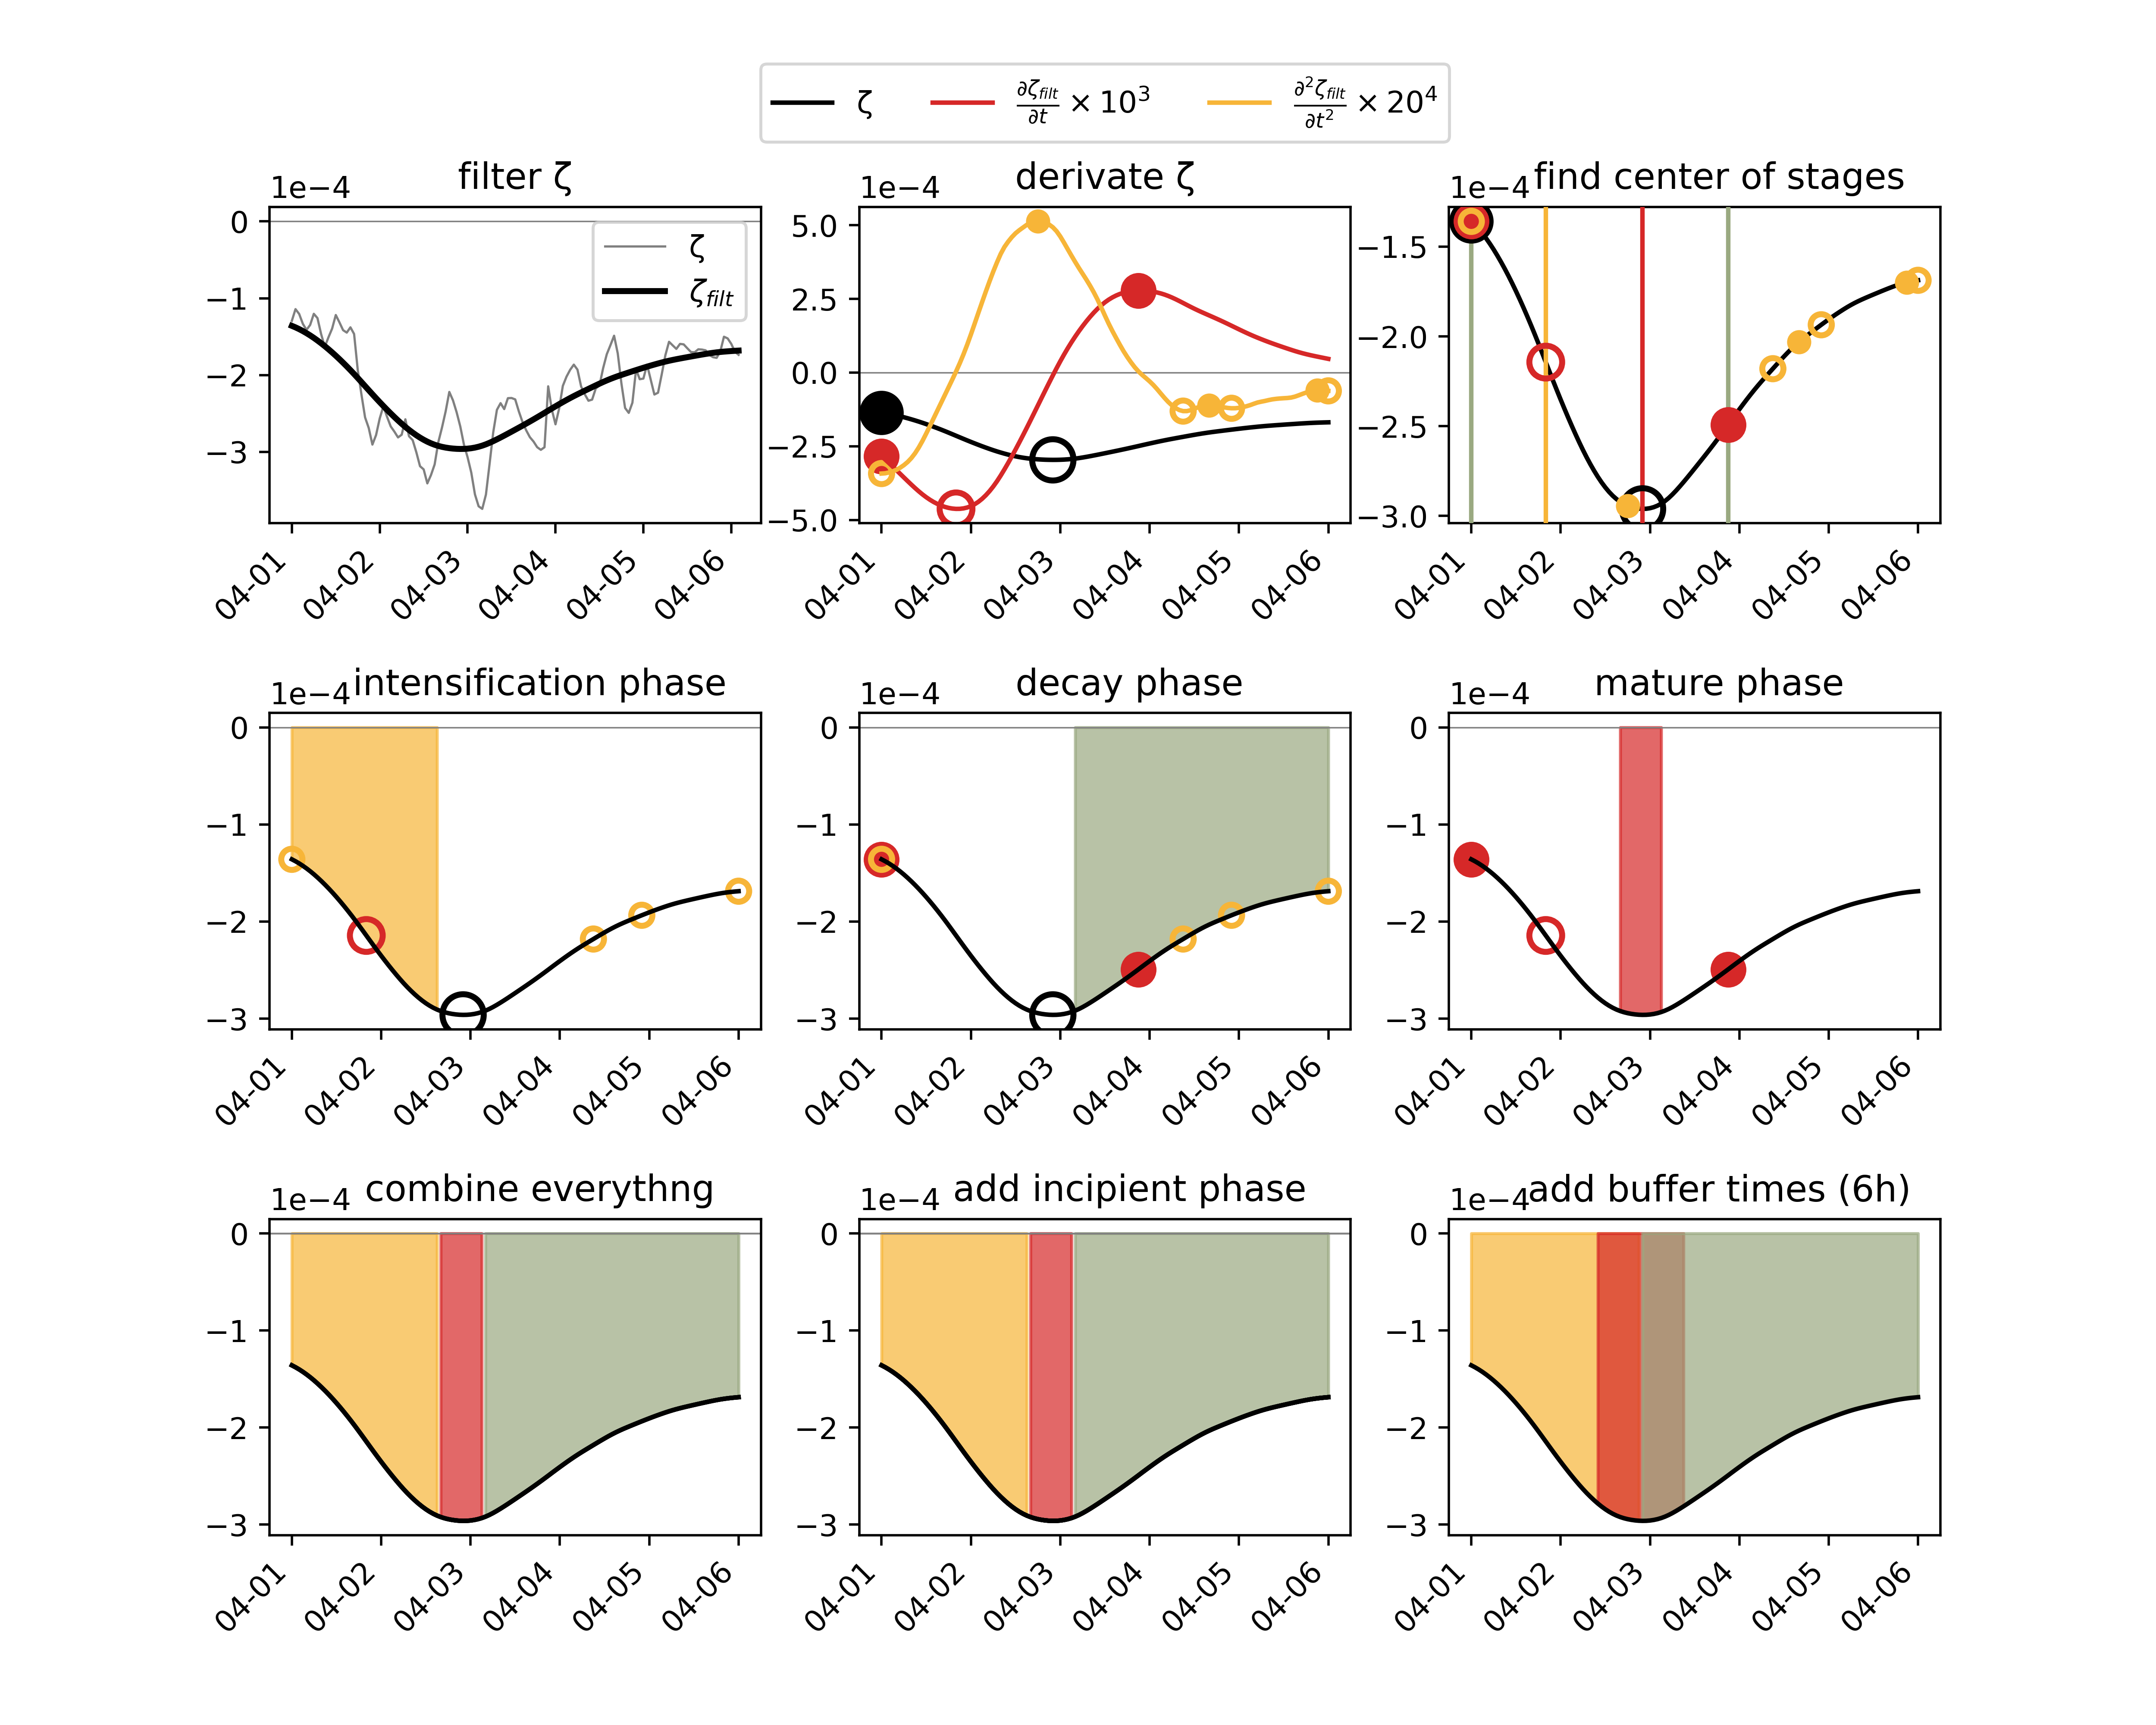 ζ ∂ζfilt/∂t × 10³ ∂²ζfilt/∂t² × 20⁴
filter ζ
1e−4
0
−1
−2
−3
ζ
ζfilt
04-01 04-02 04-03 04-04 04-05 04-06
derivate ζ
1e−4
5.0
2.5
0.0
−2.5
−5.0
04-01 04-02 04-03 04-04 04-05 04-06
find center of stages
1e−4
−1.5
−2.0
−2.5
−3.0
04-01 04-02 04-03 04-04 04-05 04-06
intensification phase
1e−4
0
−1
−2
−3
04-01 04-02 04-03 04-04 04-05 04-06
decay phase
1e−4
0
−1
−2
−3
04-01 04-02 04-03 04-04 04-05 04-06
mature phase
1e−4
0
−1
−2
−3
04-01 04-02 04-03 04-04 04-05 04-06
combine everythng
1e−4
0
−1
−2
−3
04-01 04-02 04-03 04-04 04-05 04-06
add incipient phase
1e−4
0
−1
−2
−3
04-01 04-02 04-03 04-04 04-05 04-06
add buffer times (6h)
1e−4
0
−1
−2
−3
04-01 04-02 04-03 04-04 04-05 04-06